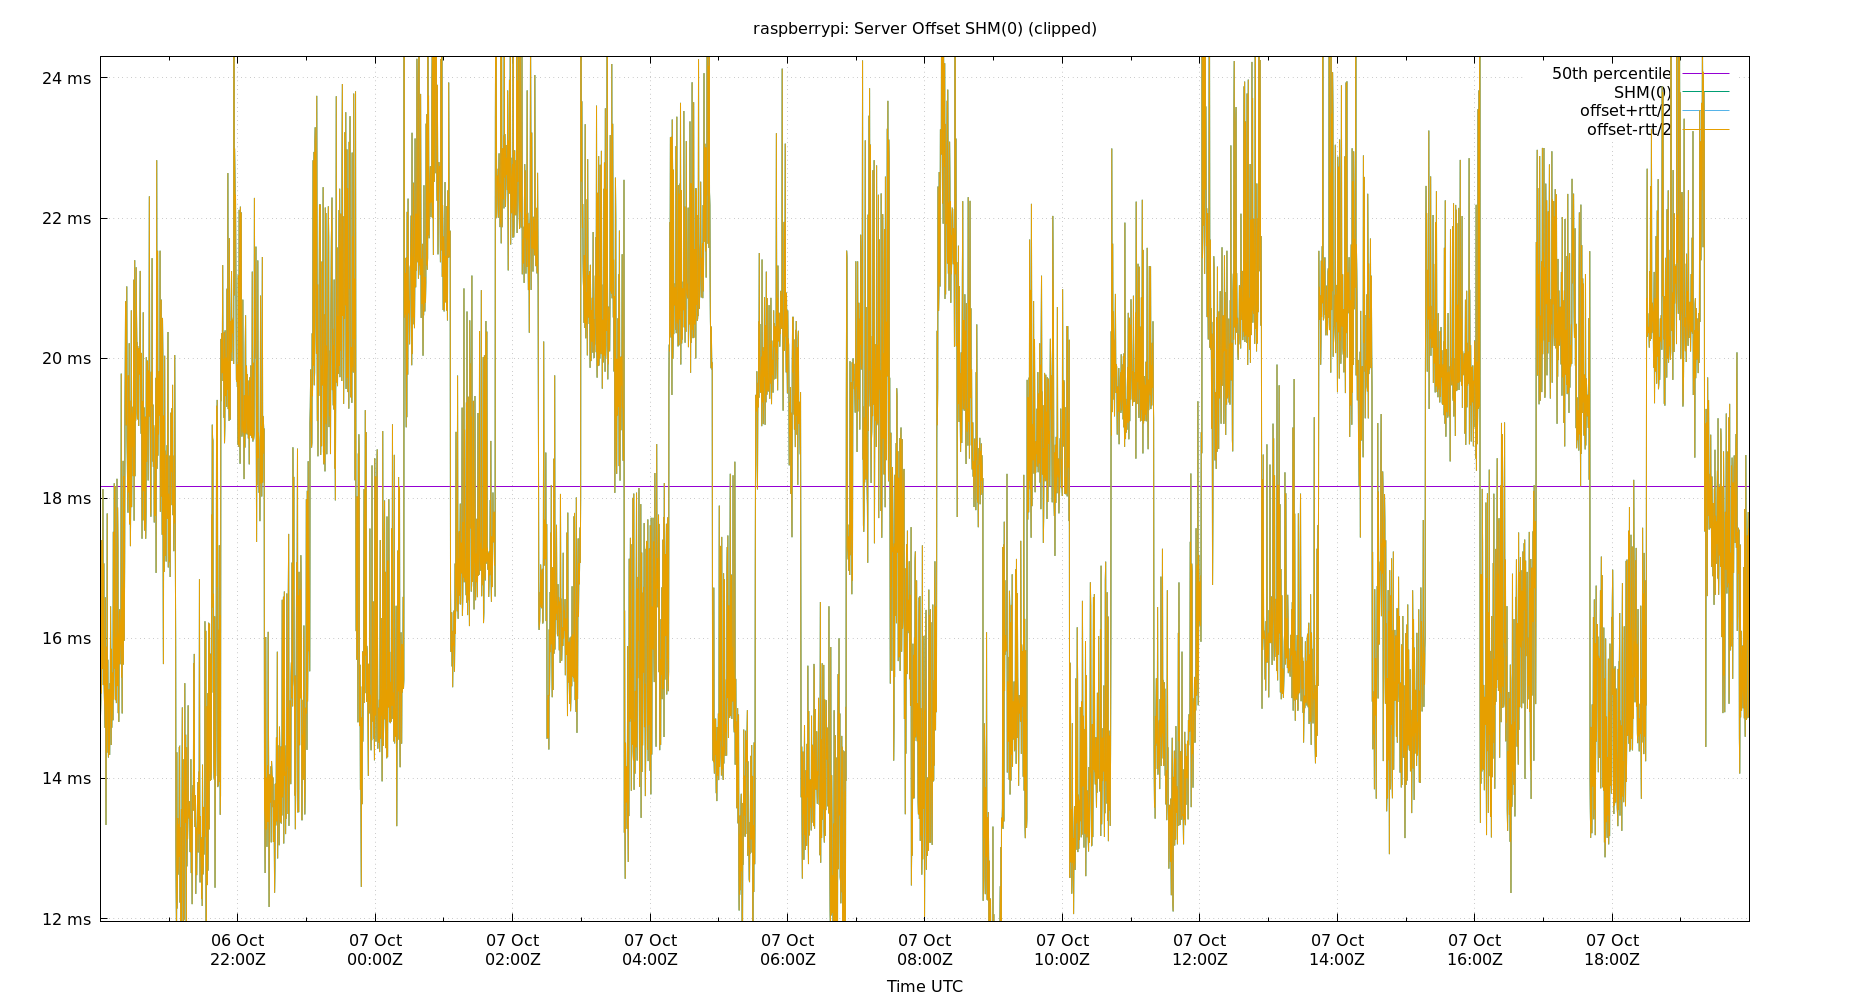 raspberrypi: Server Offset SHM(0) (clipped)
24 ms
22 ms
20 ms
18 ms
16 ms
14 ms
12 ms
50th percentile
SHM(0)
offset+rtt/2
offset-rtt/2
06 Oct 22:00Z
07 Oct 00:00Z
07 Oct 02:00Z
07 Oct 04:00Z
07 Oct 06:00Z
07 Oct 08:00Z
07 Oct 10:00Z
07 Oct 12:00Z
07 Oct 14:00Z
07 Oct 16:00Z
07 Oct 18:00Z
Time UTC